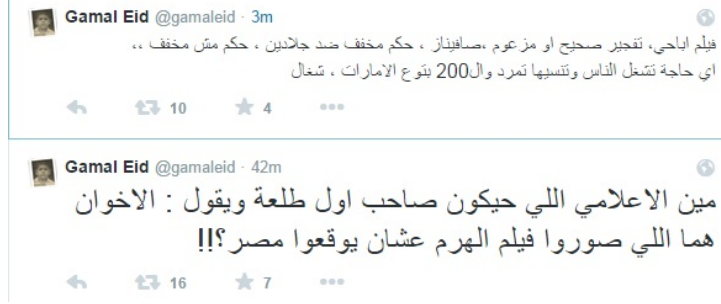 Gamal Eid @gamaleid · 3m
فيلم اباحي، تفجير صحيح او مزعوم ،صافيناز ، حكم مخفف ضد جلادين ، حكم مش مخفف ،،
اي حاجة تشغل الناس وتنسيها تمرد وال200 بتوع الامارات ، شغال
10 4
Gamal Eid @gamaleid · 42m
مين الاعلامي اللي حيكون صاحب اول طلعة ويقول : الاخوان
هما اللي صوروا فيلم الهرم عشان يوقعوا مصر؟!!
16 7